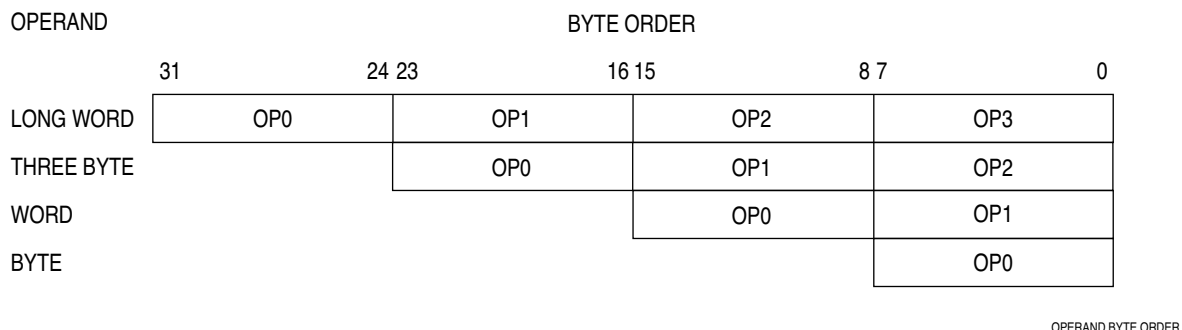 OPERAND BYTE ORDER
31 24 23 16 15 8 7 0
LONG WORD OP0 OP1 OP2 OP3
THREE BYTE OP0 OP1 OP2
WORD OP0 OP1
BYTE OP0
OPERAND BYTE ORDER